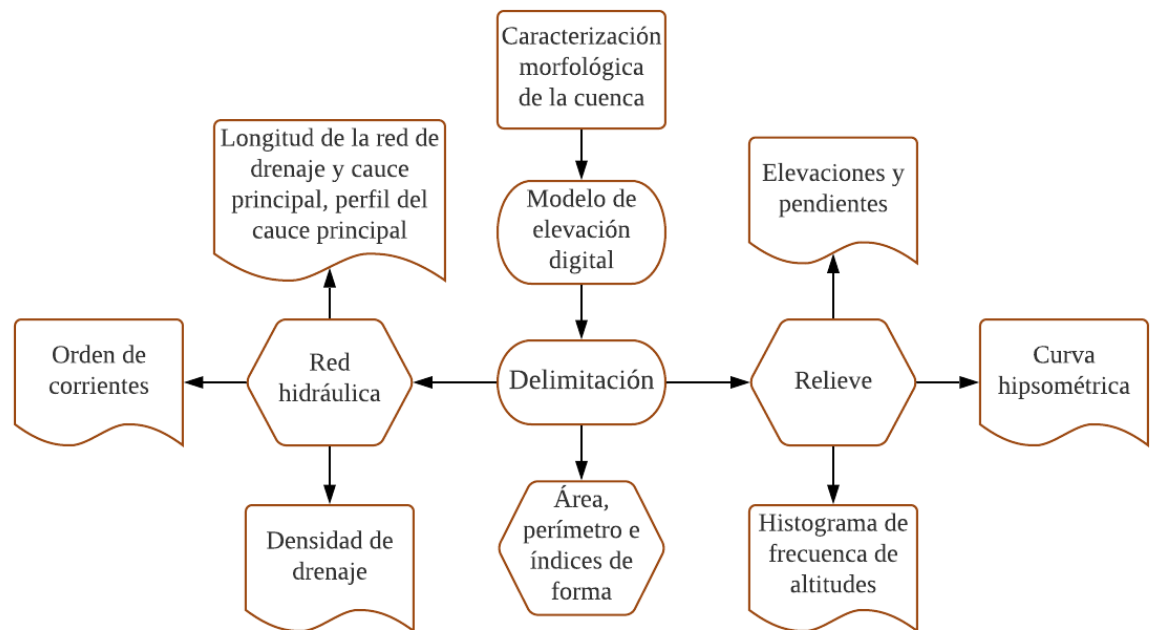 Caracterización
morfológica
de la cuenca
Longitud de la red de
drenaje y cauce
principal, perfil del
cauce principal
Modelo de
elevación
digital
Elevaciones y
pendientes
Orden de
corrientes
Red
hidráulica
Delimitación
Relieve
Curva
hipsométrica
Densidad de
drenaje
Área,
perímetro e
índices de
forma
Histograma de
frecuenca de
altitudes